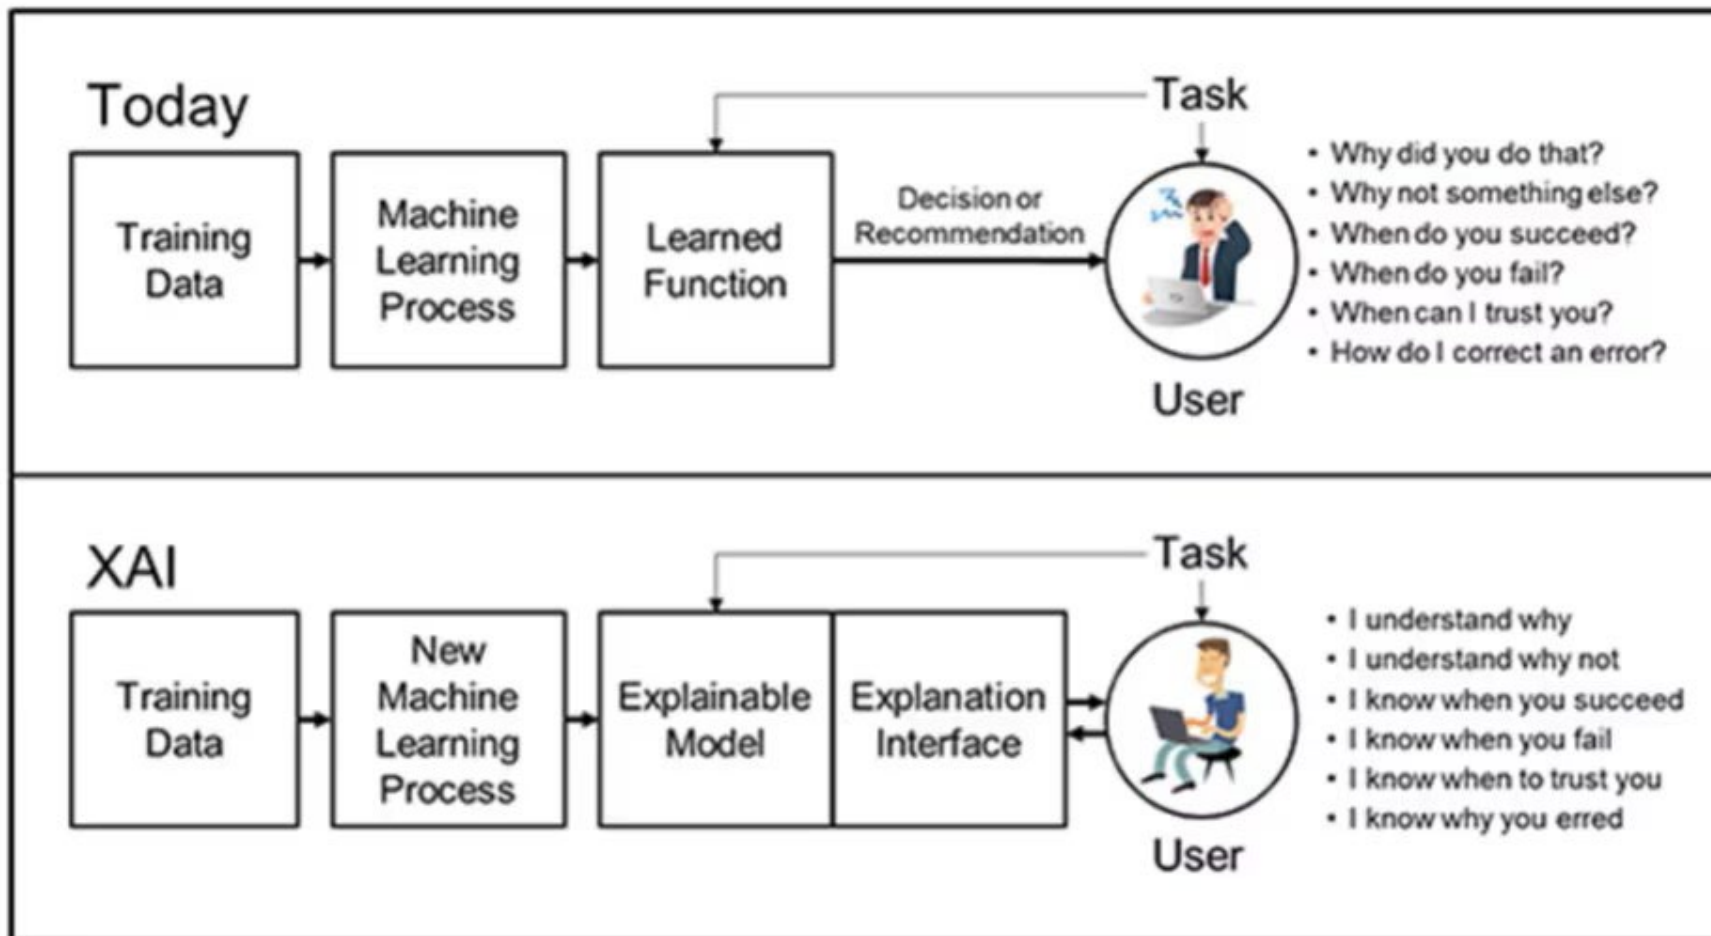 Today
Task
Training
Data
Machine
Learning
Process
Learned
Function
Decision or
Recommendation
User
• Why did you do that?
• Why not something else?
• When do you succeed?
• When do you fail?
• When can I trust you?
• How do I correct an error?
XAI
Task
Training
Data
New
Machine
Learning
Process
Explainable
Model
Explanation
Interface
User
• I understand why
• I understand why not
• I know when you succeed
• I know when you fail
• I know when to trust you
• I know why you erred